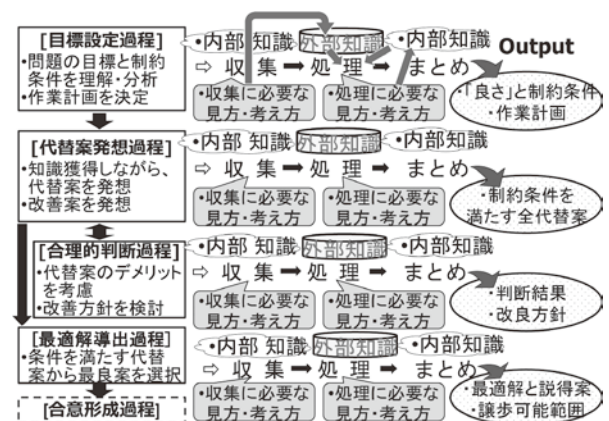 [目標設定過程]
・問題の目標と制約
条件を理解・分析
・作業計画を決定
・内部 知識
外部知識
・内部知識
⇨ 収 集 ➡ 処 理 ➡ まとめ
・収集に必要な
見方・考え方
・処理に必要な
見方・考え方
Output
・「良さ」と制約条件
・作業計画
[代替案発想過程]
・知識獲得しながら、
代替案を発想
・改善案を発想
・内部 知識
外部知識
・内部知識
⇨ 収 集 ➡ 処 理 ➡ まとめ
・収集に必要な
見方・考え方
・処理に必要な
見方・考え方
・制約条件を
満たす全代替案
[合理的判断過程]
・代替案のデメリット
を考慮
・改善方針を検討
・内部 知識
外部知識
・内部知識
⇨ 収 集 ➡ 処 理 ➡ まとめ
・収集に必要な
見方・考え方
・処理に必要な
見方・考え方
・判断結果
・改良方針
[最適解導出過程]
・条件を満たす代替
案から最良案を選択
・内部 知識
外部知識
・内部知識
⇨ 収 集 ➡ 処 理 ➡ まとめ
・収集に必要な
見方・考え方
・処理に必要な
見方・考え方
・最適解と説得案
・譲歩可能範囲
[合意形成過程]